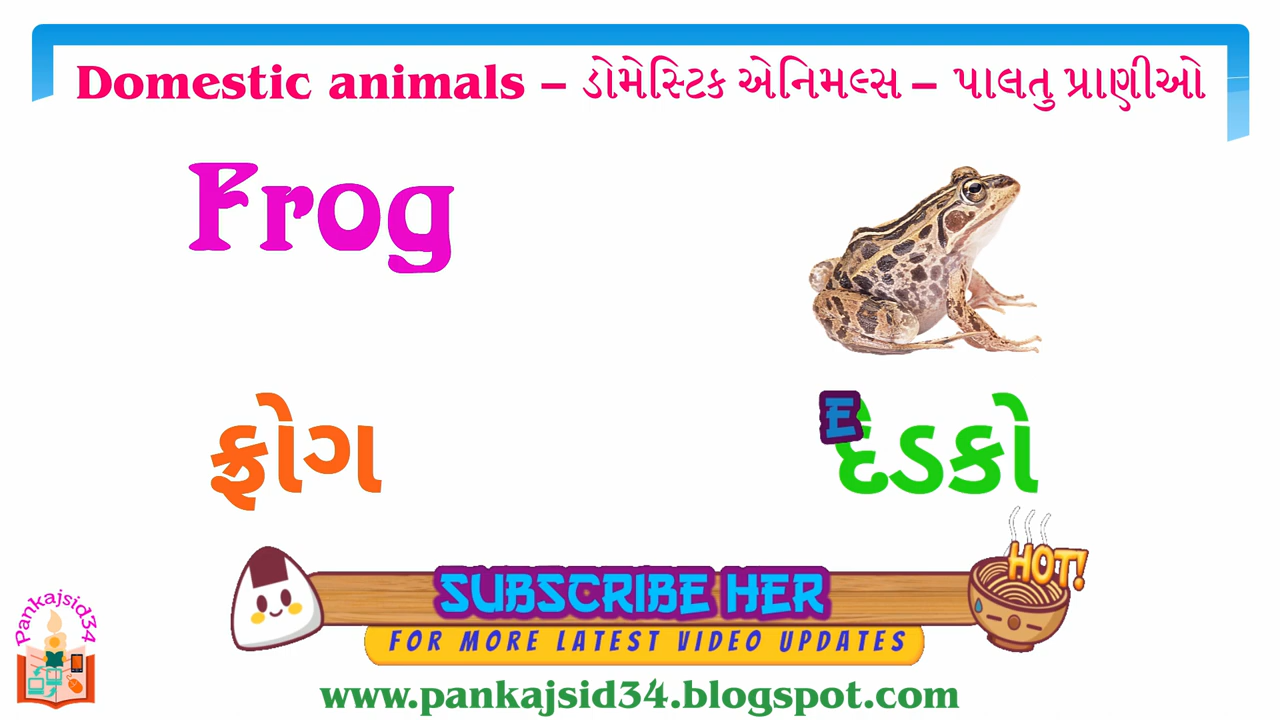 Domestic animals – ડોમેસ્ટિક એનિમલ્સ – પાલતુ પ્રાણીઓ
Frog
ફ્રોગ
દેડકો
E
HOT!
SUBSCRIBE HER
FOR MORE LATEST VIDEO UPDATES
Pankajsid34
www.pankajsid34.blogspot.com